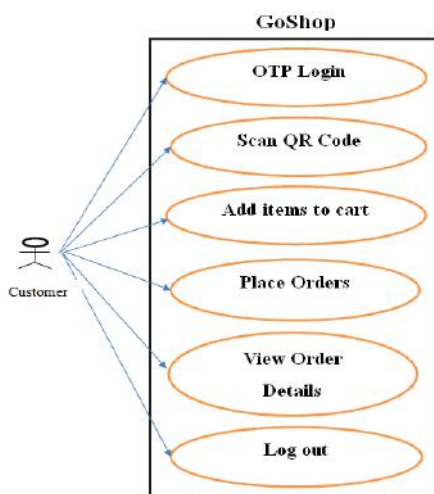 GoShop
OTP Login
Scan QR Code
Add items to cart
Place Orders
View Order
Details
Log out
Customer